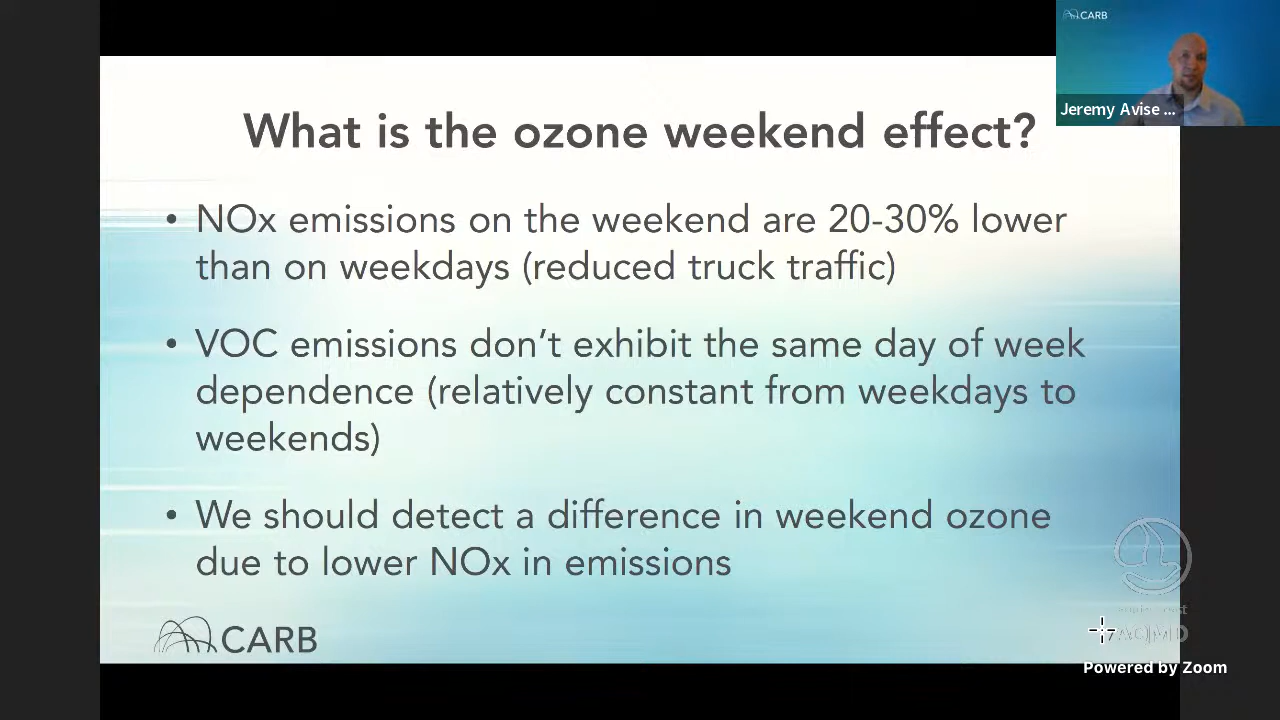 CARB
Jeremy Avise ...
What is the ozone weekend effect?
• NOx emissions on the weekend are 20-30% lower
than on weekdays (reduced truck traffic)
• VOC emissions don’t exhibit the same day of week
dependence (relatively constant from weekdays to
weekends)
• We should detect a difference in weekend ozone
due to lower NOx in emissions
CARB
South Coast
AQMD
Powered by Zoom